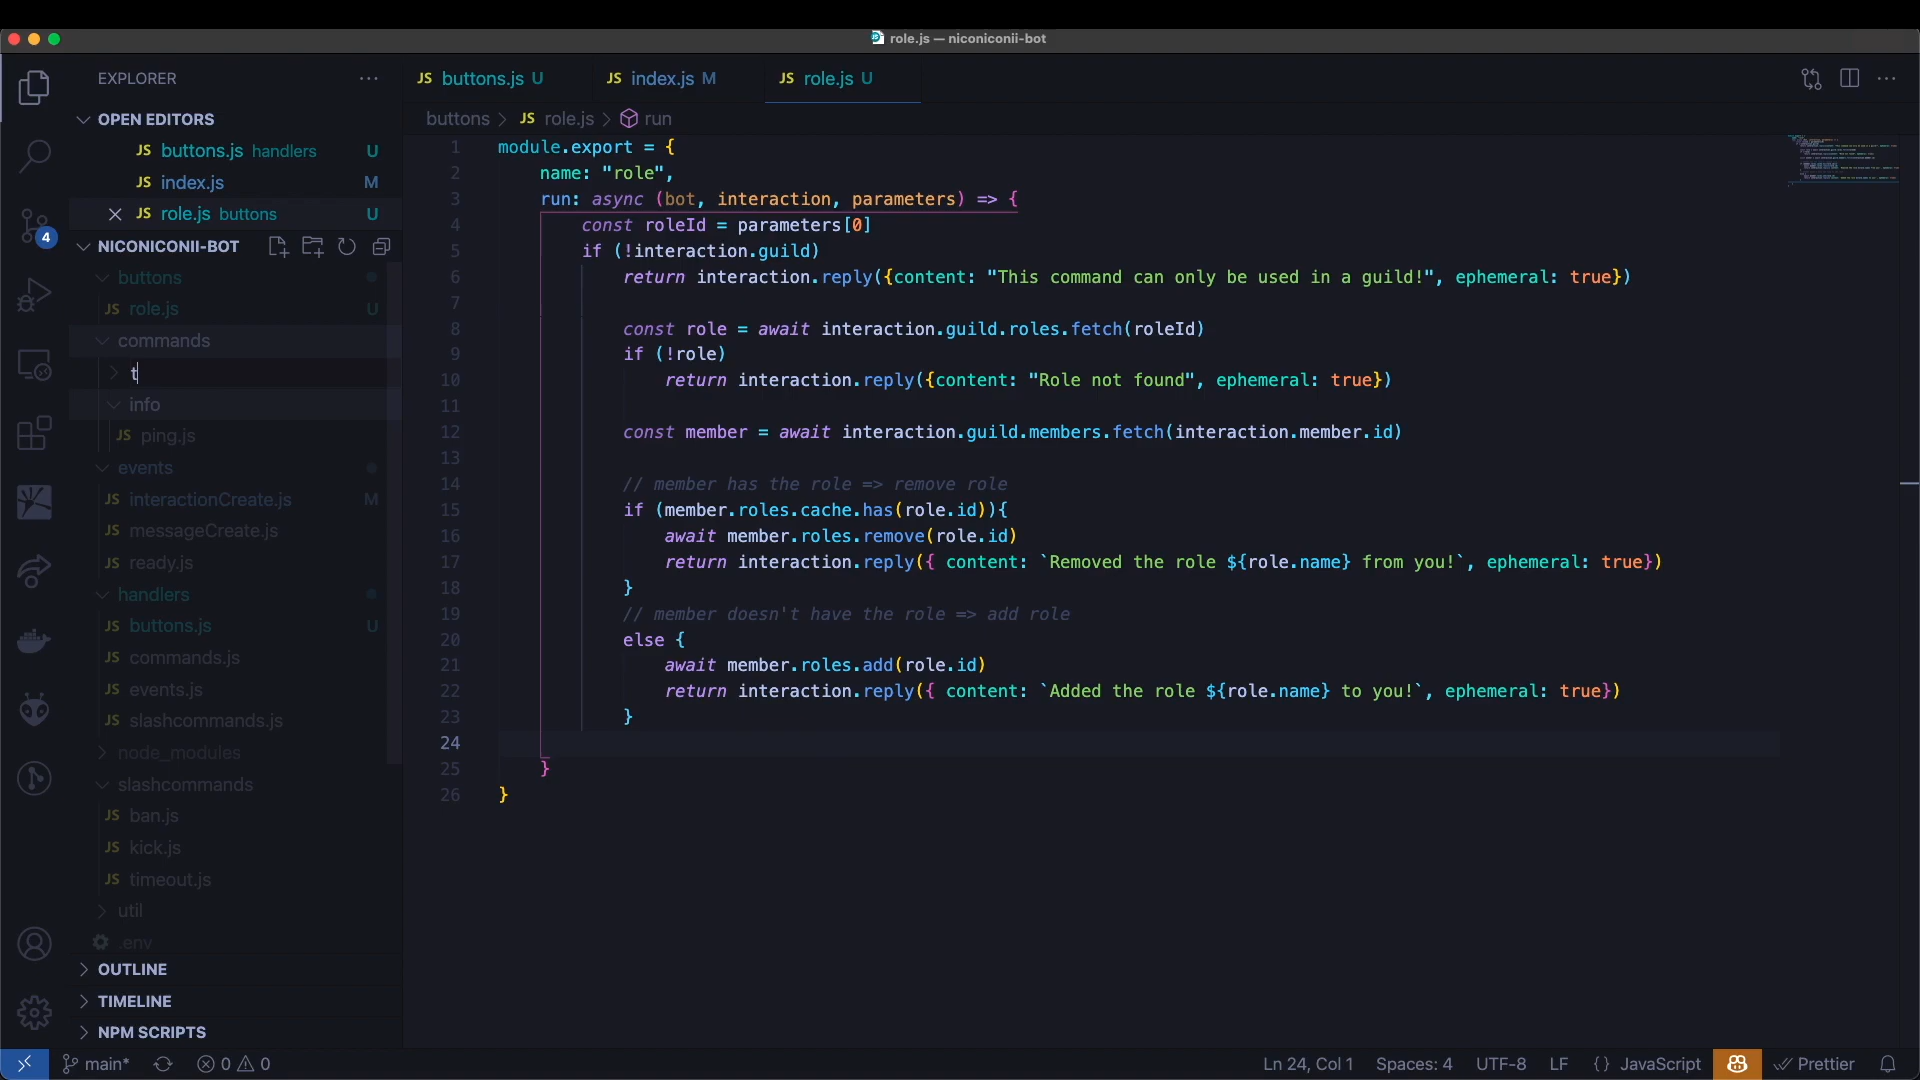 role.js — niconiconii-bot
EXPLORER
OPEN EDITORS
JS buttons.js handlers U
JS index.js M
JS role.js buttons U
NICONICONII-BOT
buttons
JS role.js U
commands
t
info
JS ping.js
events
JS interactionCreate.js M
JS messageCreate.js
JS ready.js
handlers
JS buttons.js U
JS commands.js
JS events.js
JS slashcommands.js
node_modules
slashcommands
JS ban.js
JS kick.js
JS timeout.js
util
.env
OUTLINE
TIMELINE
NPM SCRIPTS
4
JS buttons.js U JS index.js M JS role.js U
buttons > JS role.js > run
1 module.export = {
2 name: "role",
3 run: async (bot, interaction, parameters) => {
4 const roleId = parameters[0]
5 if (!interaction.guild)
6 return interaction.reply({content: "This command can only be used in a guild!", ephemeral: true})
7
8 const role = await interaction.guild.roles.fetch(roleId)
9 if (!role)
10 return interaction.reply({content: "Role not found", ephemeral: true})
11
12 const member = await interaction.guild.members.fetch(interaction.member.id)
13
14 // member has the role => remove role
15 if (member.roles.cache.has(role.id)){
16 await member.roles.remove(role.id)
17 return interaction.reply({ content: `Removed the role ${role.name} from you!`, ephemeral: true})
18 }
19 // member doesn't have the role => add role
20 else {
21 await member.roles.add(role.id)
22 return interaction.reply({ content: `Added the role ${role.name} to you!`, ephemeral: true})
23 }
24
25 }
26 }
main* 0 0 Ln 24, Col 1 Spaces: 4 UTF-8 LF {} JavaScript Prettier